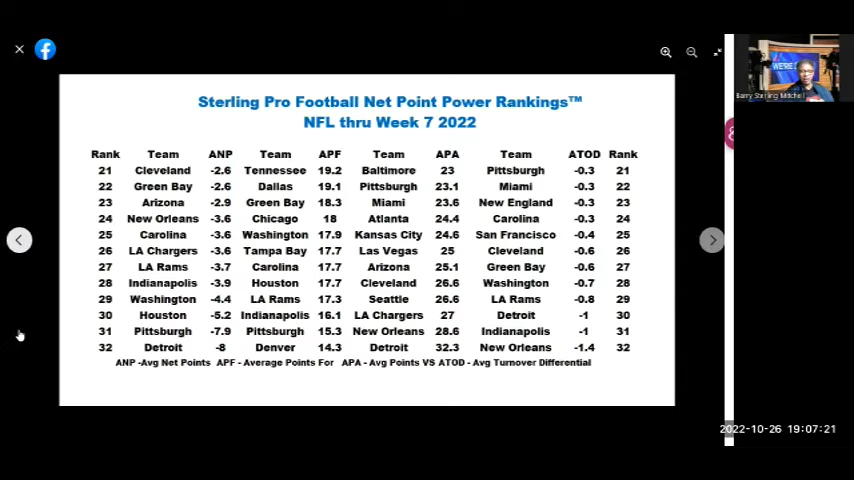 Sterling Pro Football Net Point Power Rankings™
NFL thru Week 7 2022
Rank Team ANP Team APF Team APA Team ATOD Rank
21 Cleveland -2.6 Tennessee 19.2 Baltimore 23 Pittsburgh -0.3 21
22 Green Bay -2.6 Dallas 19.1 Pittsburgh 23.1 Miami -0.3 22
23 Arizona -2.9 Green Bay 18.3 Miami 23.6 New England -0.3 23
24 New Orleans -3.6 Chicago 18 Atlanta 24.4 Carolina -0.3 24
25 Carolina -3.6 Washington 17.9 Kansas City 24.6 San Francisco -0.4 25
26 LA Chargers -3.6 Tampa Bay 17.7 Las Vegas 25 Cleveland -0.6 26
27 LA Rams -3.7 Carolina 17.7 Arizona 25.1 Green Bay -0.6 27
28 Indianapolis -3.9 Houston 17.7 Cleveland 26.6 Washington -0.7 28
29 Washington -4.4 LA Rams 17.3 Seattle 26.6 LA Rams -0.8 29
30 Houston -5.2 Indianapolis 16.1 LA Chargers 27 Detroit -1 30
31 Pittsburgh -7.9 Pittsburgh 15.3 New Orleans 28.6 Indianapolis -1 31
32 Detroit -8 Denver 14.3 Detroit 32.3 New Orleans -1.4 32
ANP -Avg Net Points APF - Average Points For APA - Avg Points VS ATOD - Avg Turnover Differential
WE'RE
Barry Sterling Mitchell
2022-10-26 19:07:21